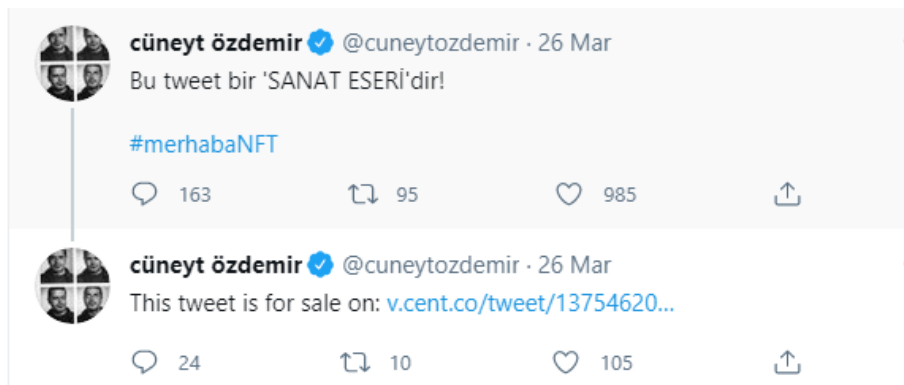 cüneyt özdemir @cuneytozdemir · 26 Mar
Bu tweet bir 'SANAT ESERİ'dir!
#merhabaNFT
163 95 985
cüneyt özdemir @cuneytozdemir · 26 Mar
This tweet is for sale on: v.cent.co/tweet/13754620...
24 10 105